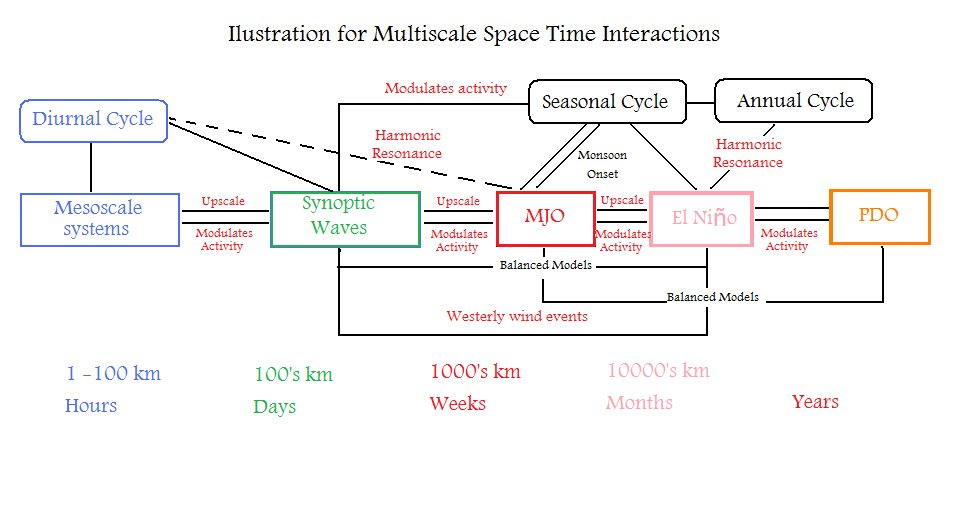 Ilustration for Multiscale Space Time Interactions
Modulates activity
Seasonal Cycle
Annual Cycle
Diurnal Cycle
Harmonic
Resonance
Monsoon
Onset
Harmonic
Resonance
Mesoscale
systems
Upscale
Modulates
Activity
Synoptic
Waves
Upscale
Modulates
Activity
MJO
Upscale
Modulates
Activity
El Niño
Modulates
Activity
PDO
Balanced Models
Balanced Models
Westerly wind events
1 -100 km
100's km
1000's km
10000's km
Hours
Days
Weeks
Months
Years